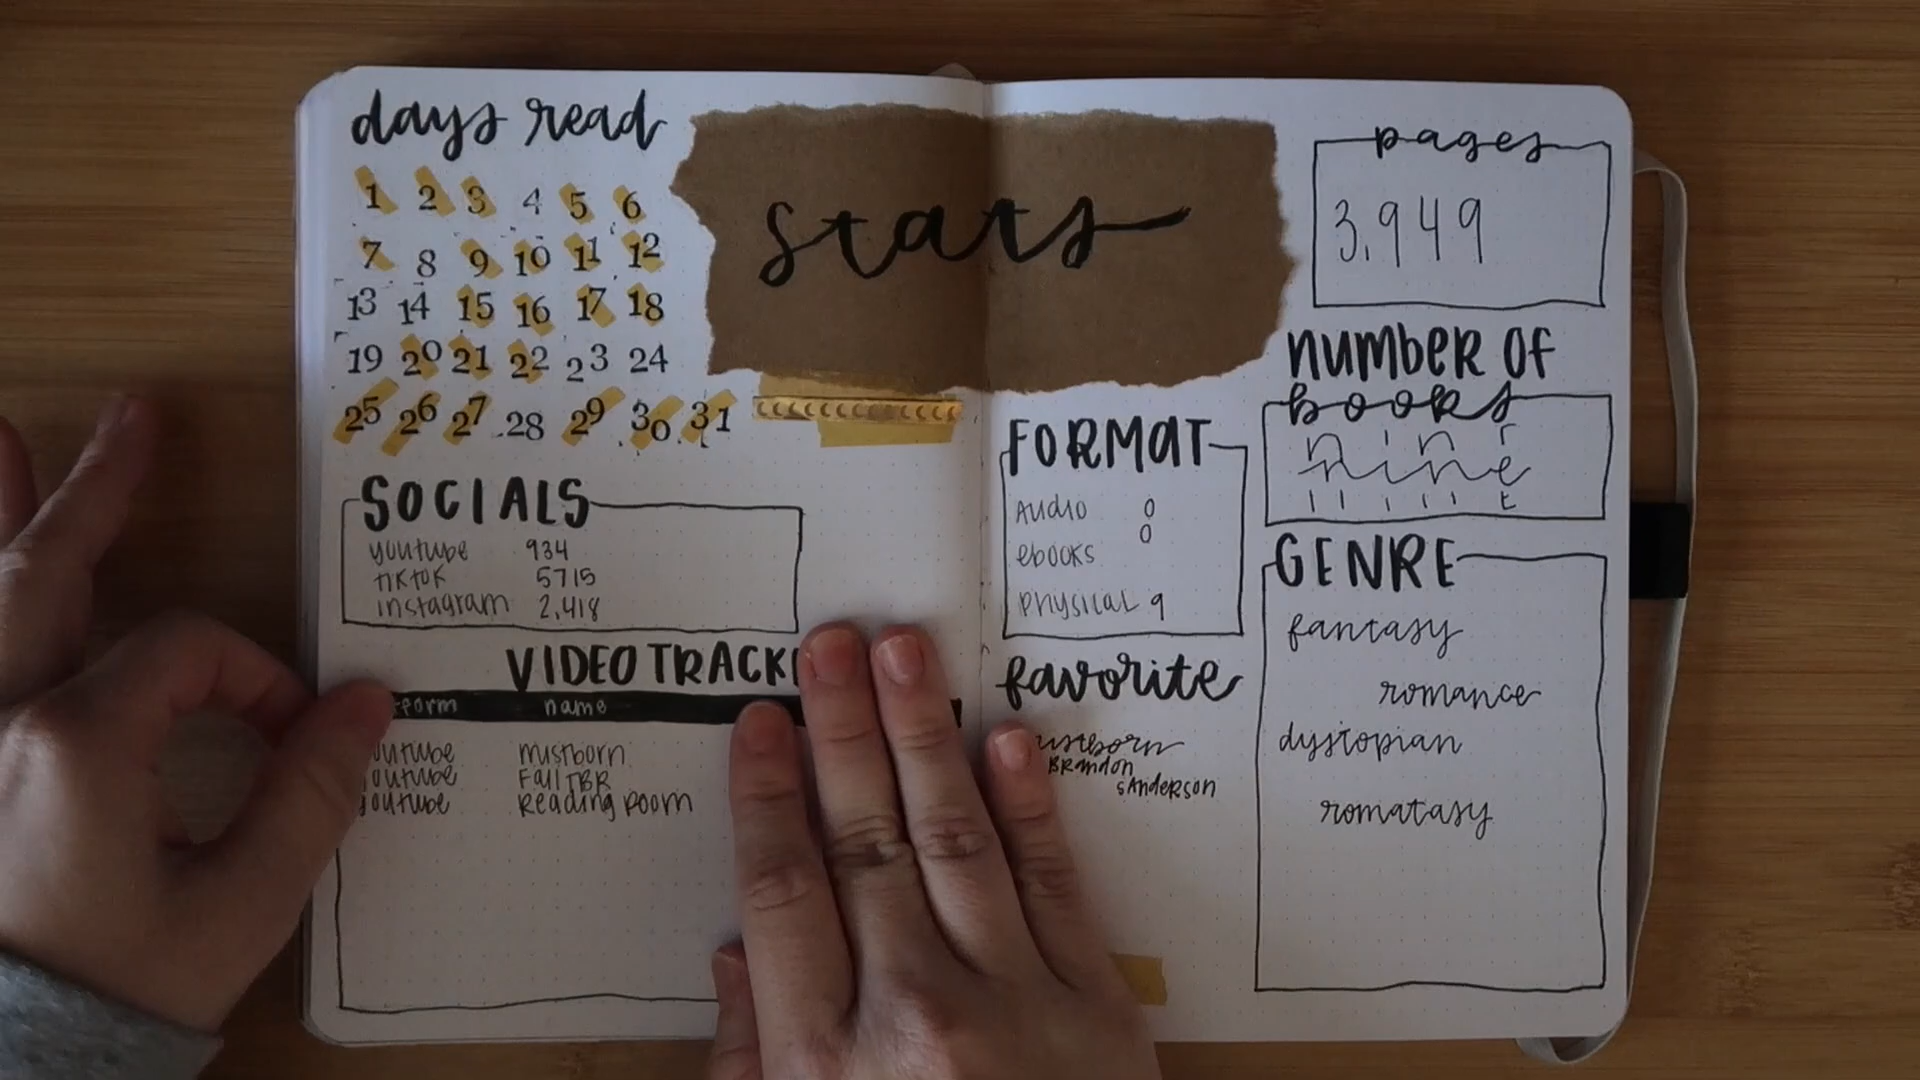 days read
1 2 3 4 5 6
7 8 9 10 11 12
13 14 15 16 17 18
19 20 21 22 23 24
25 26 27 28 29 30 31
stats
SOCIALS
youtube 934
tiktok 5715
instagram 2,418
VIDEO TRACK
form name
youtube mistborn
youtube Fall TBR
youtube Reading Room
pages
3,949
number of
books
nine
FORMAT
Audio 0
ebooks 0
physical 9
favorite
Brandon
Sanderson
GENRE
fantasy
romance
dystopian
romatasy